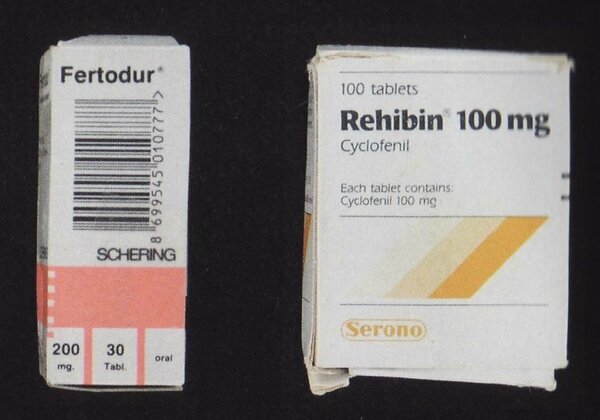 Fertodur®
8 699545 010777 >
SCHERING
200 mg.
30 Tabl.
oral
100 tablets
Rehibin® 100 mg
Cyclofenil
Each tablet contains:
Cyclofenil 100 mg
Serono